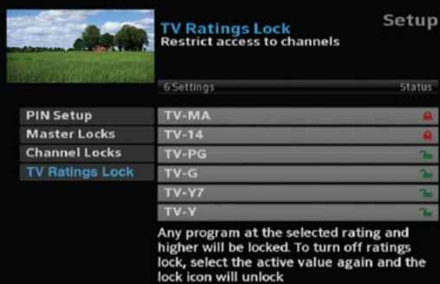 TV Ratings Lock
Setup
Restrict access to channels
6 Settings
Status
PIN Setup
Master Locks
Channel Locks
TV Ratings Lock
TV-MA
TV-14
TV-PG
TV-G
TV-Y7
TV-Y
Any program at the selected rating and
higher will be locked. To turn off ratings
lock, select the active value again and the
lock icon will unlock